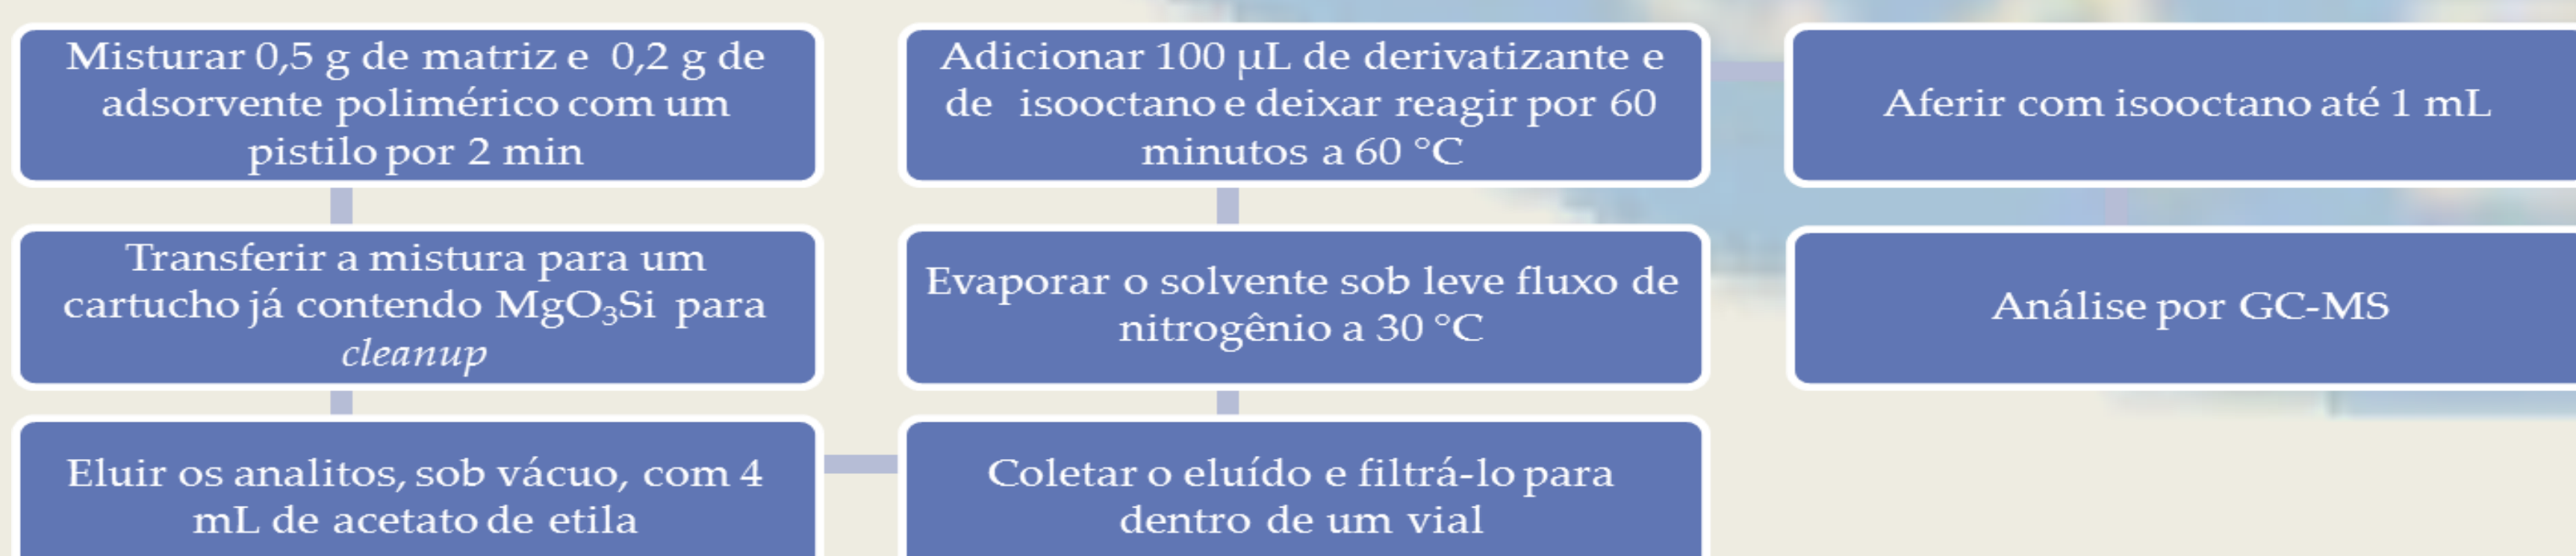 Misturar 0,5 g de matriz e 0,2 g de
adsorvente polimérico com um
pistilo por 2 min
Transferir a mistura para um
cartucho já contendo MgO₃Si para
cleanup
Eluir os analitos, sob vácuo, com 4
mL de acetato de etila
Coletar o eluído e filtrá-lo para
dentro de um vial
Evaporar o solvente sob leve fluxo de
nitrogênio a 30 °C
Adicionar 100 µL de derivatizante e
de isooctano e deixar reagir por 60
minutos a 60 °C
Aferir com isooctano até 1 mL
Análise por GC-MS